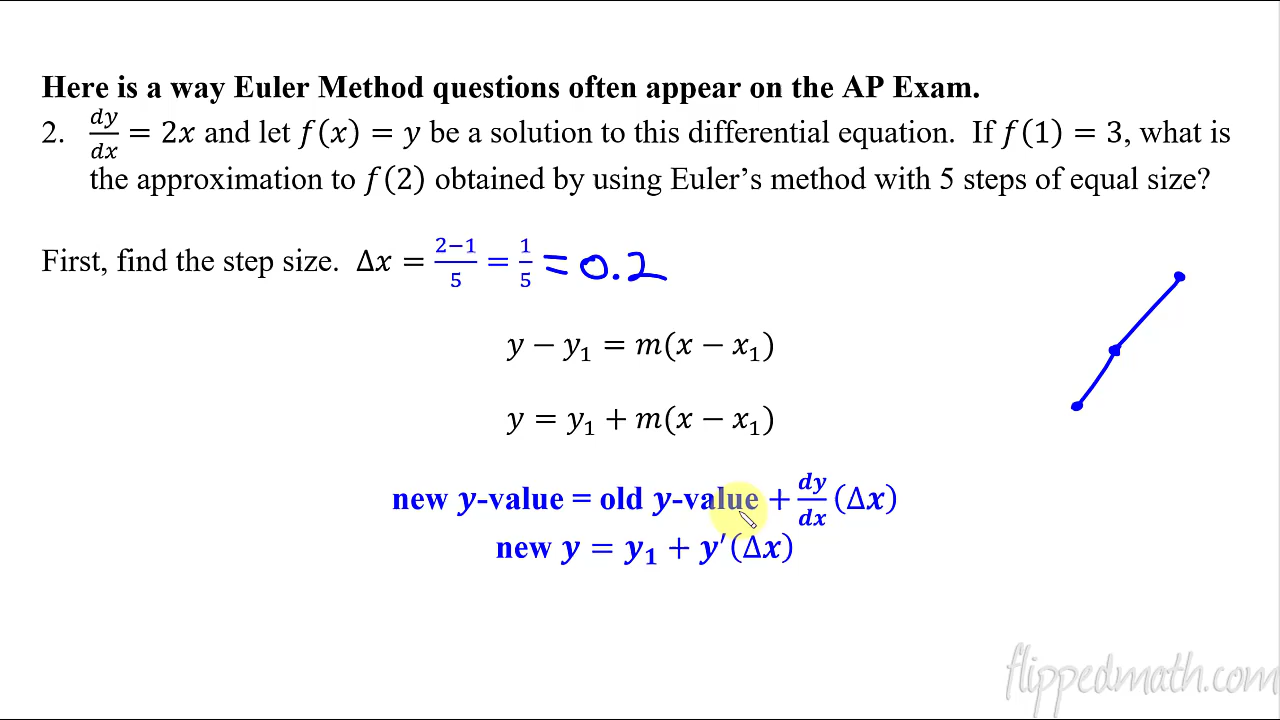 Here is a way Euler Method questions often appear on the AP Exam.
2. dy/dx = 2x and let f(x) = y be a solution to this differential equation. If f(1) = 3, what is
the approximation to f(2) obtained by using Euler’s method with 5 steps of equal size?
First, find the step size. Δx = 2−1/5 = 1/5 = 0.2
y − y₁ = m(x − x₁)
y = y₁ + m(x − x₁)
new y-value = old y-value + dy/dx (Δx)
new y = y₁ + y′(Δx)
flippedmath.com